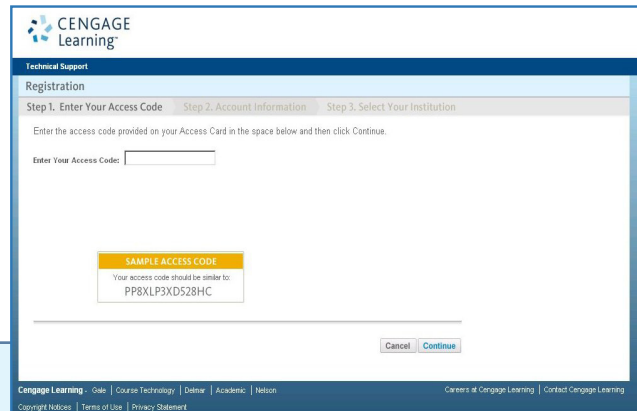 CENGAGE
Learning™
Technical Support
Registration
Step 1. Enter Your Access Code Step 2. Account Information Step 3. Select Your Institution
Enter the access code provided on your Access Card in the space below and then click Continue.
Enter Your Access Code:
SAMPLE ACCESS CODE
Your access code should be similar to:
PP8XLP3XD528HC
Cancel Continue
Cengage Learning - Gale | Course Technology | Delmar | Academic | Nelson Careers at Cengage Learning | Contact Cengage Learning
Copyright Notices | Terms of Use | Privacy Statement